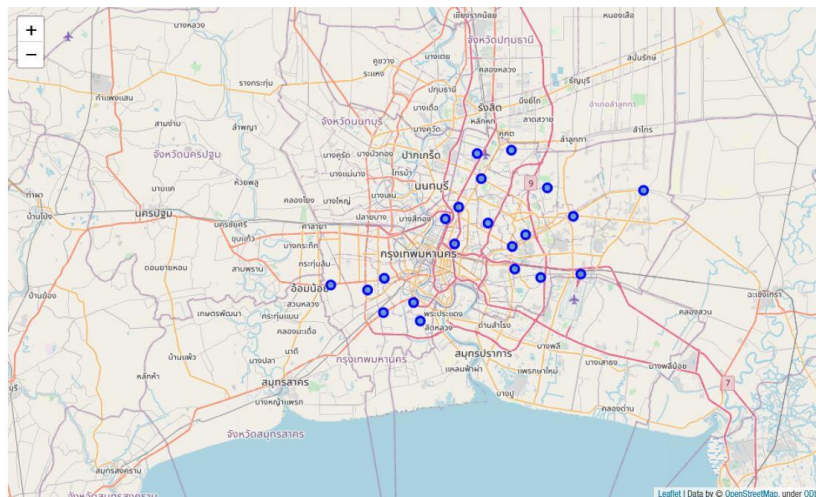 +
−
บางหลวง
เชียงรากน้อย
หนองเสือ
จังหวัดปทุมธานี
คูขวาง
ระแหง
บางเตย
คลองหลวง
สนั่นรักษ์
รางกระทุ่ม
ปทุมธานี
รังสิต
ธัญบุรี
กำแพงแสน
บางเดื่อ
บึงยี่โถ
อำเภอลำลูกกา
สามง่าม
ลำพญา
จังหวัดนนทบุรี
บางคูวัด
หลักหก
คูคต
ลาดสวาย
ลำลูกกา
ลำไทร
จังหวัดนครปฐม
บางคูรัด
บางบัวทอง
ปากเกร็ด
บางแม่นาง
ไทรม้า
บางเลน
นนทบุรี
9
บางแขม
ห้วยพลู
คลองโยง
บางใหญ่
บ้านโป่ง
นครปฐม
นครชัยศรี
ขุนแก้ว
ศาลายา
ปลายบาง
บางสีทอง
บางกระทึก
กรุงเทพมหานคร
ดอนยายหอม
สามพราน
กระทุ่มล้ม
อ้อมน้อย
สวนหลวง
บ้านฆ้อง
เกษตรพัฒนา
กระทุ่มแบน
คลองมะเดื่อ
พระประแดง
ลัดหลวง
ด่านสำโรง
คลองสวน
ฉะเชิงเทรา
นาดี
บ้านแพ้ว
บางปลา
กรุงเทพมหานคร
สมุทรปราการ
บางพลี
บางเสาธง
บางพลีน้อย
หลักห้า
สมุทรสาคร
แหลมฟ้าผ่า
แพรกษาใหม่
7
บางหญ้าแพรก
บางปู
คลองด่าน
จังหวัดสมุทรสาคร
สมุทรสงคราม
จังหวัดสมุทรสงคราม
Leaflet | Data by © OpenStreetMap, under OD